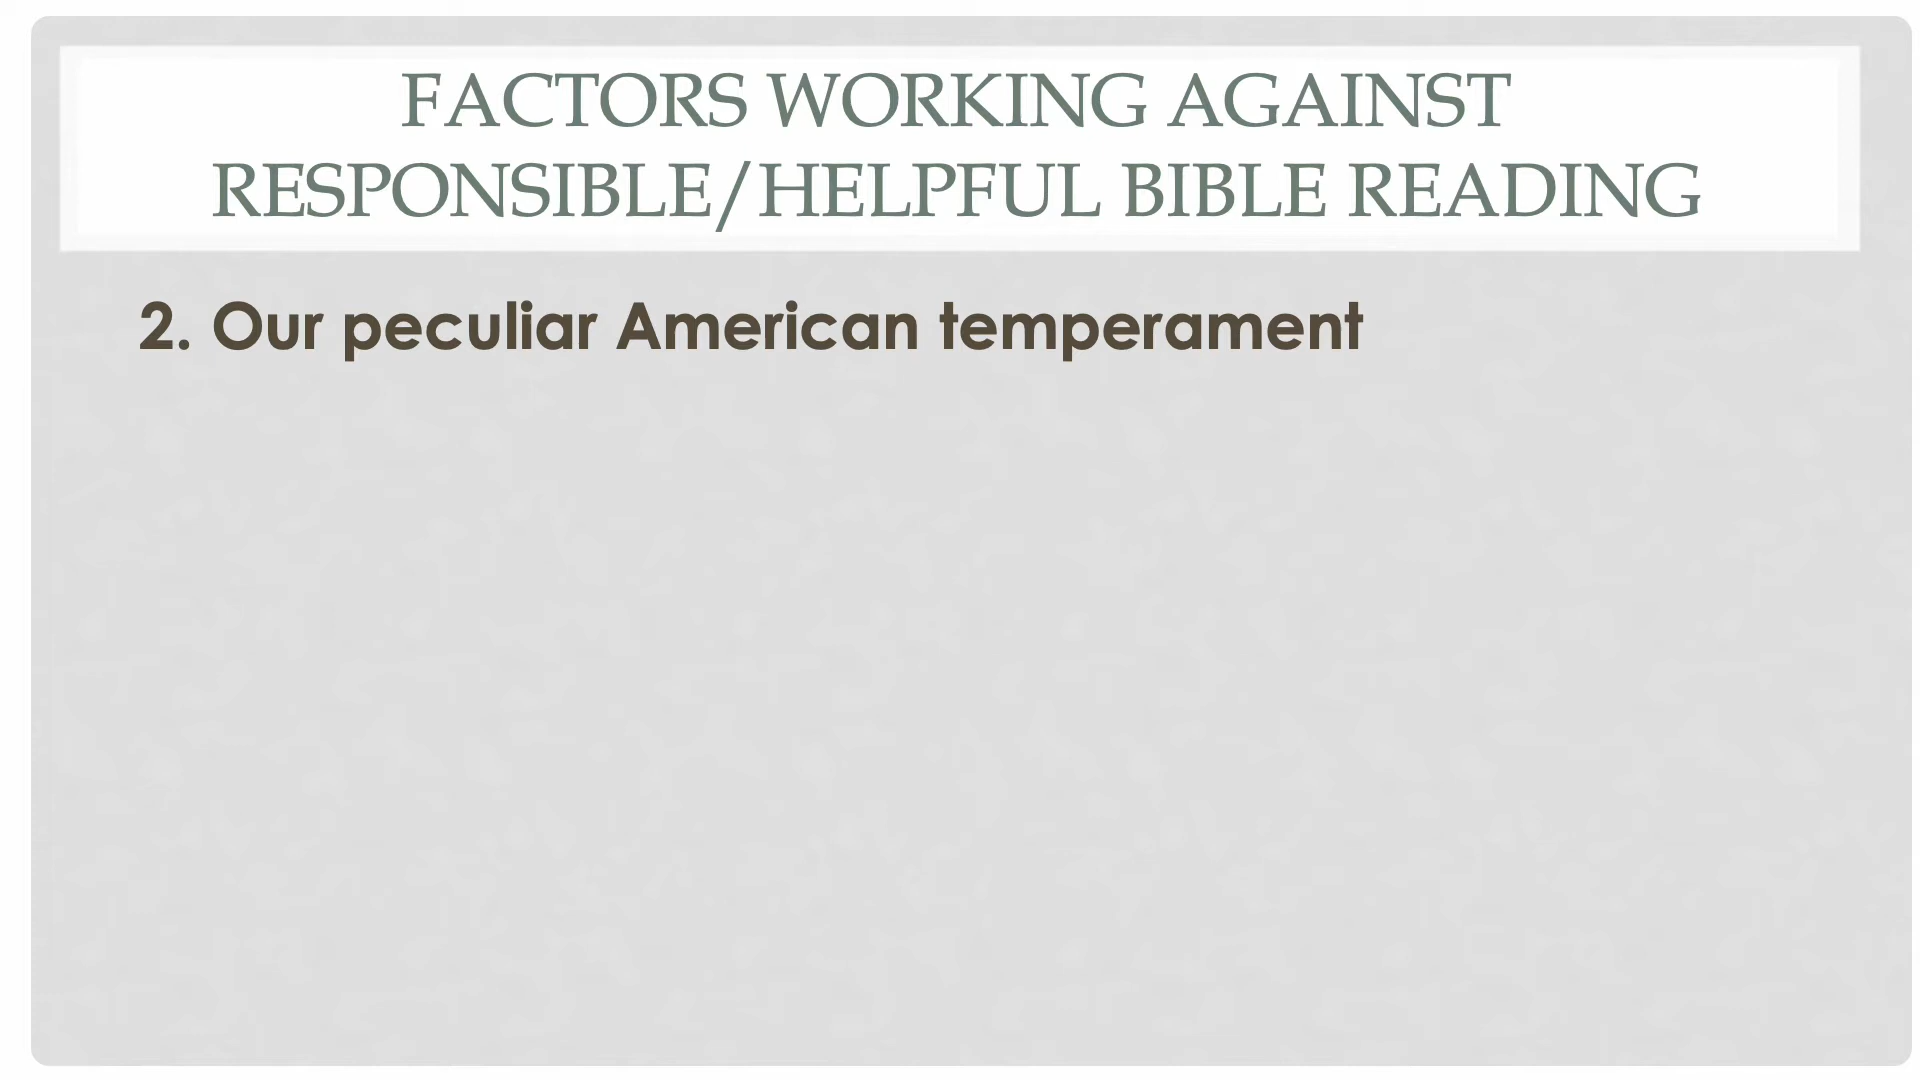 FACTORS WORKING AGAINST
RESPONSIBLE/HELPFUL BIBLE READING
2. Our peculiar American temperament